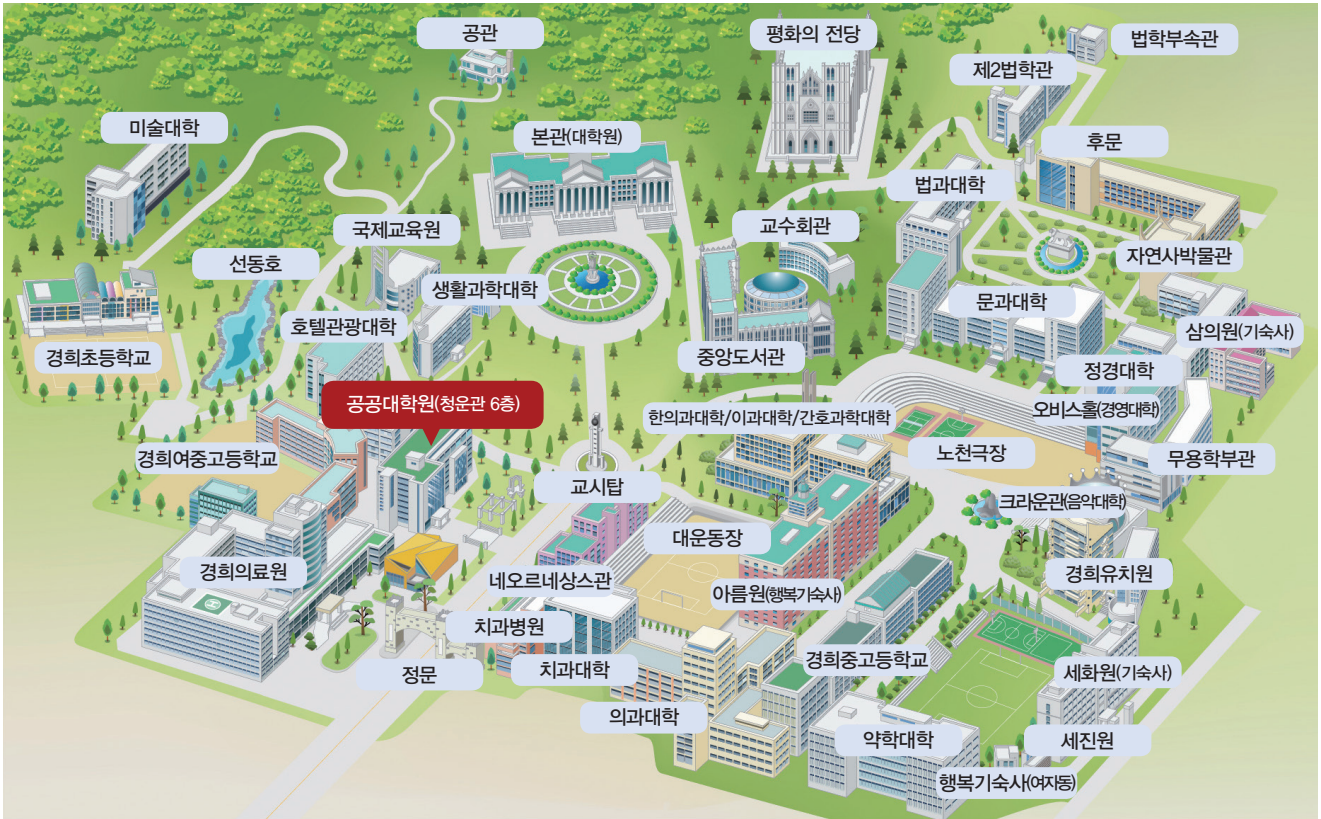 공관
평화의 전당
법학부속관
제2법학관
미술대학
본관(대학원)
후문
법과대학
국제교육원
교수회관
자연사박물관
선동호
생활과학대학
문과대학
호텔관광대학
삼의원(기숙사)
경희초등학교
중앙도서관
정경대학
공공대학원(청운관 6층)
한의과대학/이과대학/간호과학대학
오비스홀(경영대학)
경희여중고등학교
노천극장
무용학부관
교시탑
크라운관(음악대학)
대운동장
경희의료원
네오르네상스관
아름원(행복기숙사)
경희유치원
치과병원
정문
치과대학
경희중고등학교
세화원(기숙사)
의과대학
약학대학
세진원
행복기숙사(여자동)